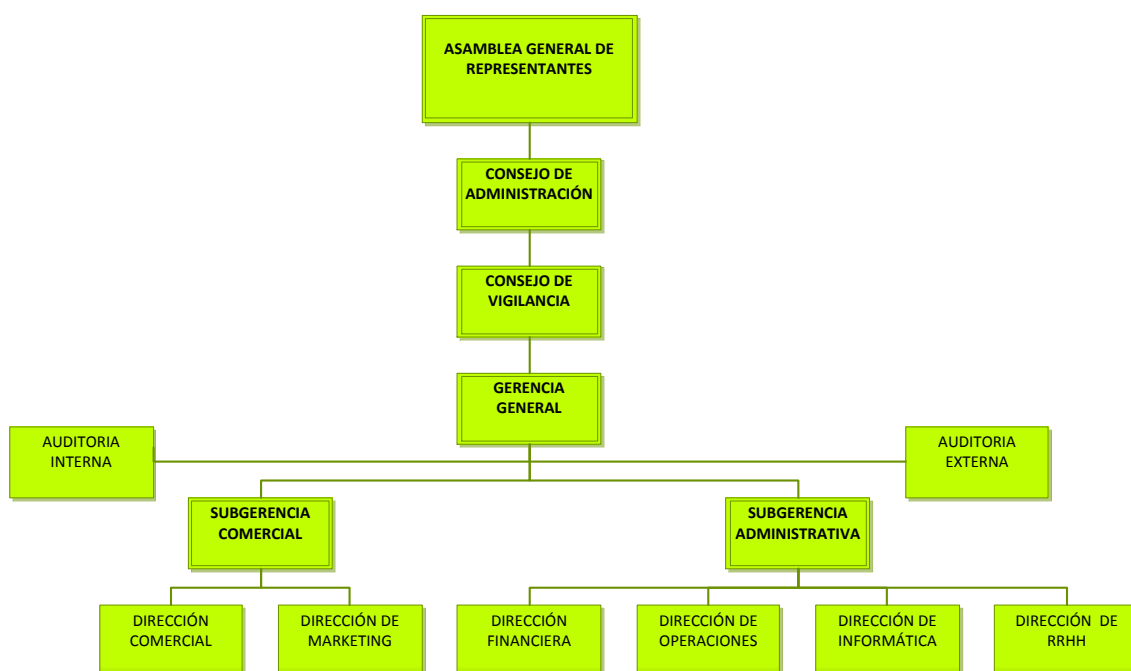 ASAMBLEA GENERAL DE
REPRESENTANTES
CONSEJO DE
ADMINISTRACIÓN
CONSEJO DE
VIGILANCIA
GERENCIA
GENERAL
AUDITORIA
INTERNA
AUDITORIA
EXTERNA
SUBGERENCIA
COMERCIAL
SUBGERENCIA
ADMINISTRATIVA
DIRECCIÓN
COMERCIAL
DIRECCIÓN DE
MARKETING
DIRECCIÓN
FINANCIERA
DIRECCIÓN DE
OPERACIONES
DIRECCIÓN DE
INFORMÁTICA
DIRECCIÓN DE
RRHH